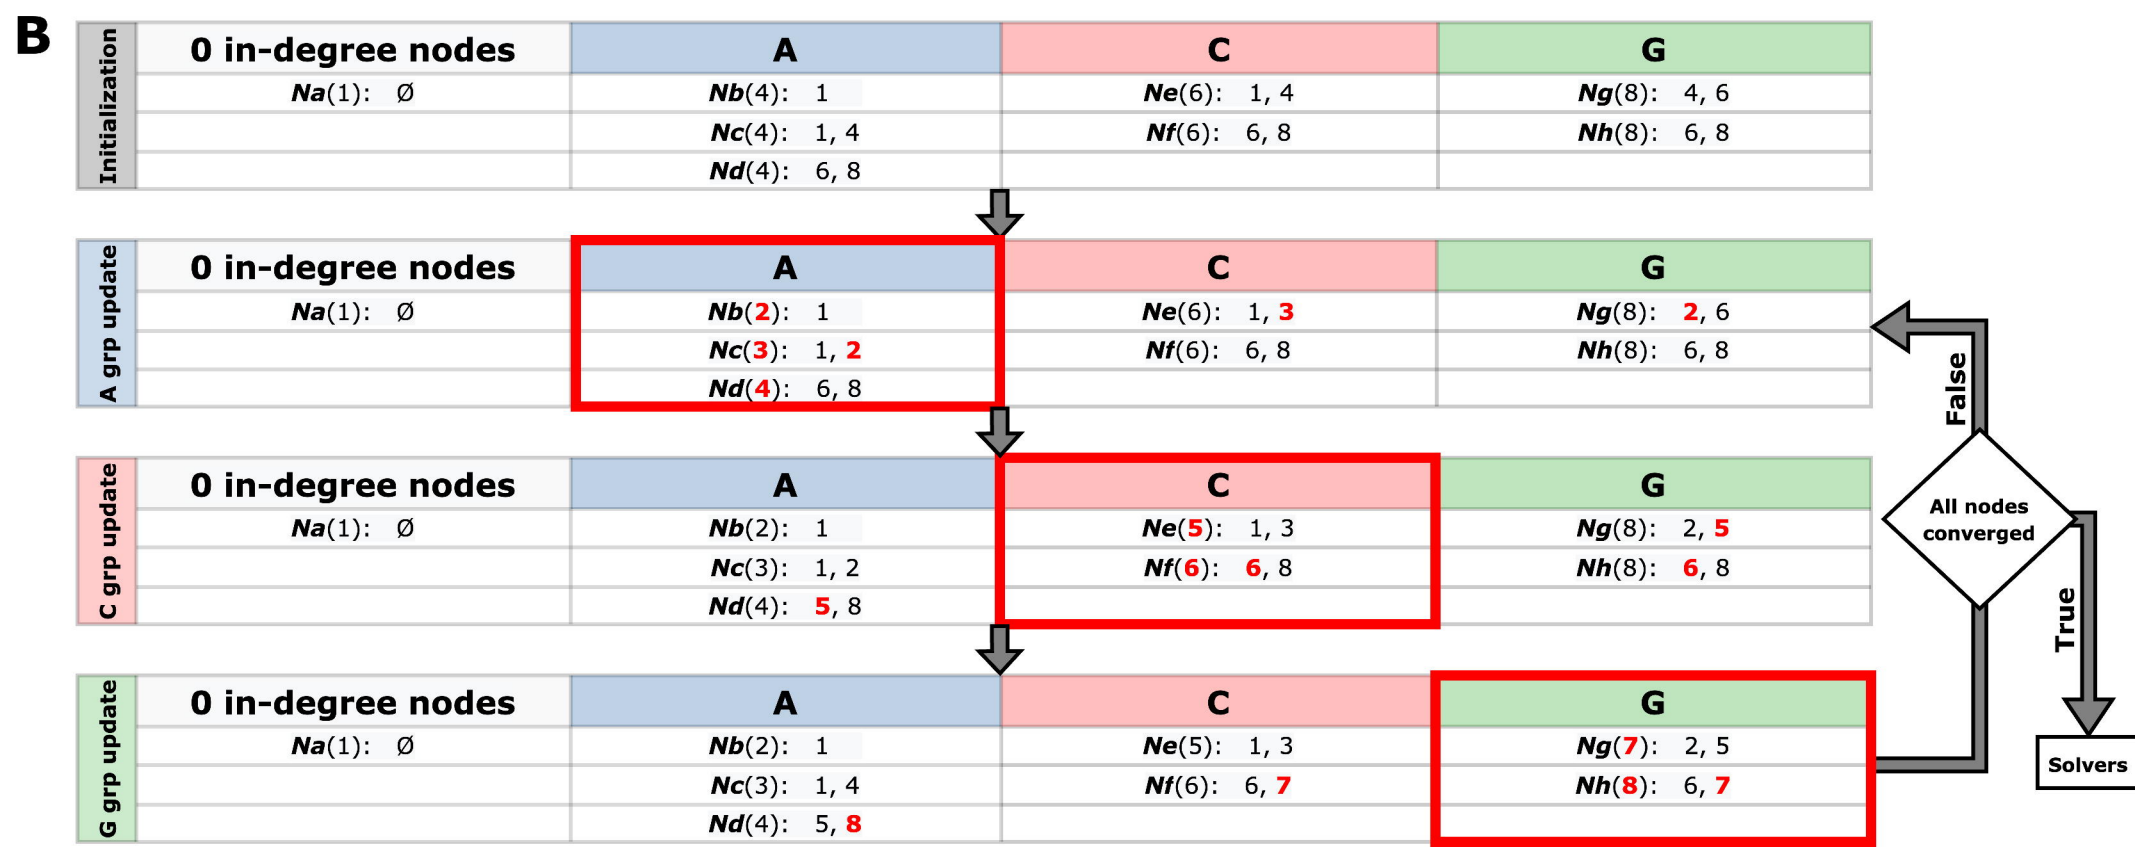 B
Initialization
0 in-degree nodes A C G
Na(1): Ø Nb(4): 1 Ne(6): 1, 4 Ng(8): 4, 6
Nc(4): 1, 4 Nf(6): 6, 8 Nh(8): 6, 8
Nd(4): 6, 8
A grp update
0 in-degree nodes A C G
Na(1): Ø Nb(2): 1 Ne(6): 1, 3 Ng(8): 2, 6
Nc(3): 1, 2 Nf(6): 6, 8 Nh(8): 6, 8
Nd(4): 6, 8
False
C grp update
0 in-degree nodes A C G
Na(1): Ø Nb(2): 1 Ne(5): 1, 3 Ng(8): 2, 5
Nc(3): 1, 2 Nf(6): 6, 8 Nh(8): 6, 8
Nd(4): 5, 8
All nodes
converged
True
G grp update
0 in-degree nodes A C G
Na(1): Ø Nb(2): 1 Ne(5): 1, 3 Ng(7): 2, 5
Nc(3): 1, 4 Nf(6): 6, 7 Nh(8): 6, 7
Nd(4): 5, 8
Solvers